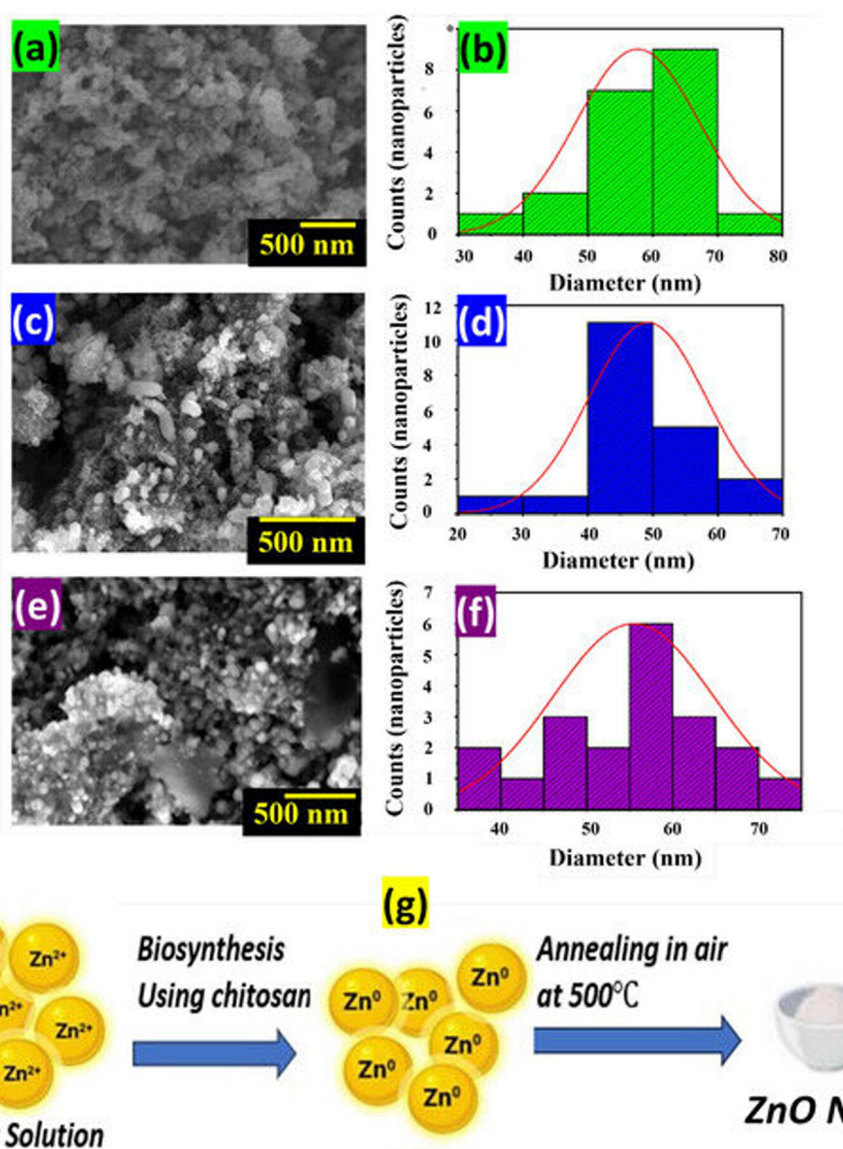 (a)
500 nm
(b)
Counts (nanoparticles)
8
6
4
2
0
30 40 50 60 70 80
Diameter (nm)
(c)
500 nm
(d)
Counts (nanoparticles)
12
10
8
6
4
2
0
20 30 40 50 60 70
Diameter (nm)
(e)
500 nm
(f)
Counts (nanoparticles)
7
6
5
4
3
2
1
0
40 50 60 70
Diameter (nm)
(g)
Zn²⁺
n²⁺
Zn²⁺
Zn²⁺
Solution
Biosynthesis
Using chitosan
Zn⁰
Zn⁰
Zn⁰
Zn⁰
Zn⁰
Zn⁰
Annealing in air
at 500°C
ZnO N